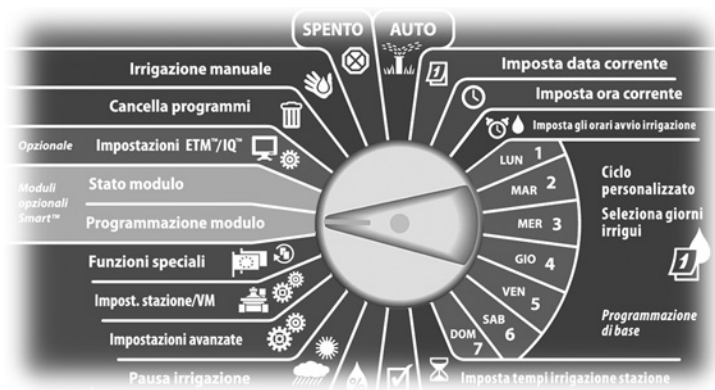 SPENTO
AUTO
Irrigazione manuale
Cancella programmi
Opzionale
Impostazioni ETM™/IQ™
Moduli
opzionali
Smart™
Stato modulo
Programmazione modulo
Funzioni speciali
Impost. stazione/VM
Impostazioni avanzate
Pausa irrigazione
Imposta data corrente
Imposta ora corrente
Imposta gli orari avvio irrigazione
LUN 1
MAR 2
MER 3
GIO 4
VEN 5
SAB 6
DOM 7
Ciclo
personalizzato
Seleziona giorni
irrigui
1
1
Programmazione
di base
%
Imposta tempi irrigazione stazione